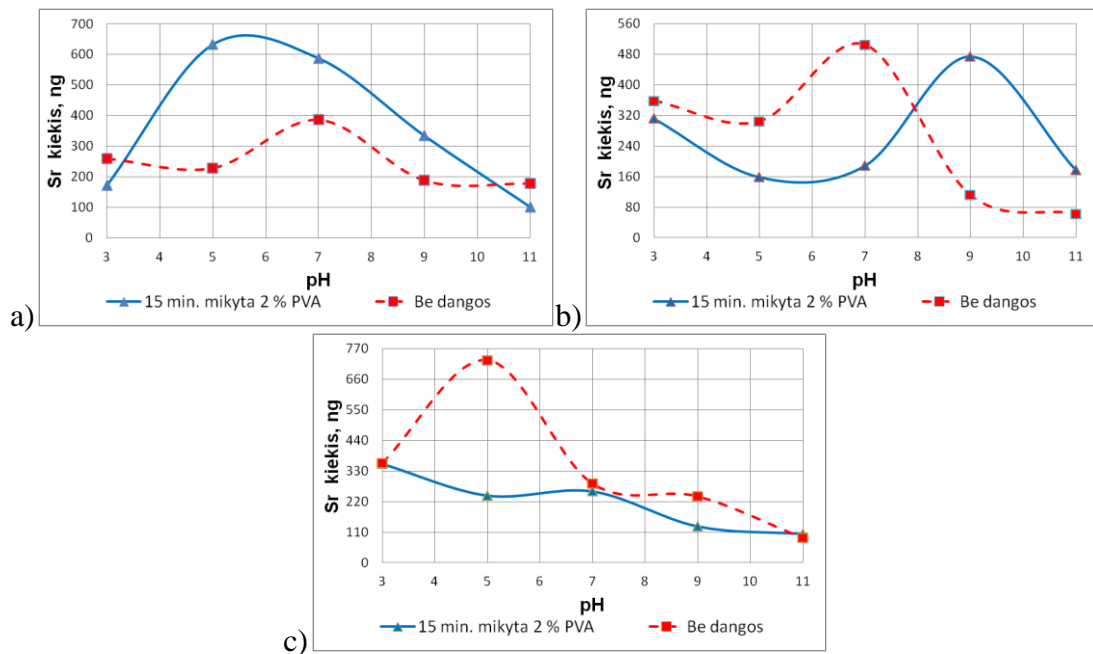 700
600
500
400
300
200
100
0
Sr kiekis, ng
3 4 5 6 7 8 9 10 11
pH
15 min. mikyta 2 % PVA Be dangos
a)
560
480
400
320
240
160
80
0
Sr kiekis, ng
3 4 5 6 7 8 9 10 11
pH
15 min. mikyta 2 % PVA Be dangos
b)
770
660
550
440
330
220
110
0
Sr kiekis, ng
3 4 5 6 7 8 9 10 11
pH
15 min. mikyta 2 % PVA Be dangos
c)